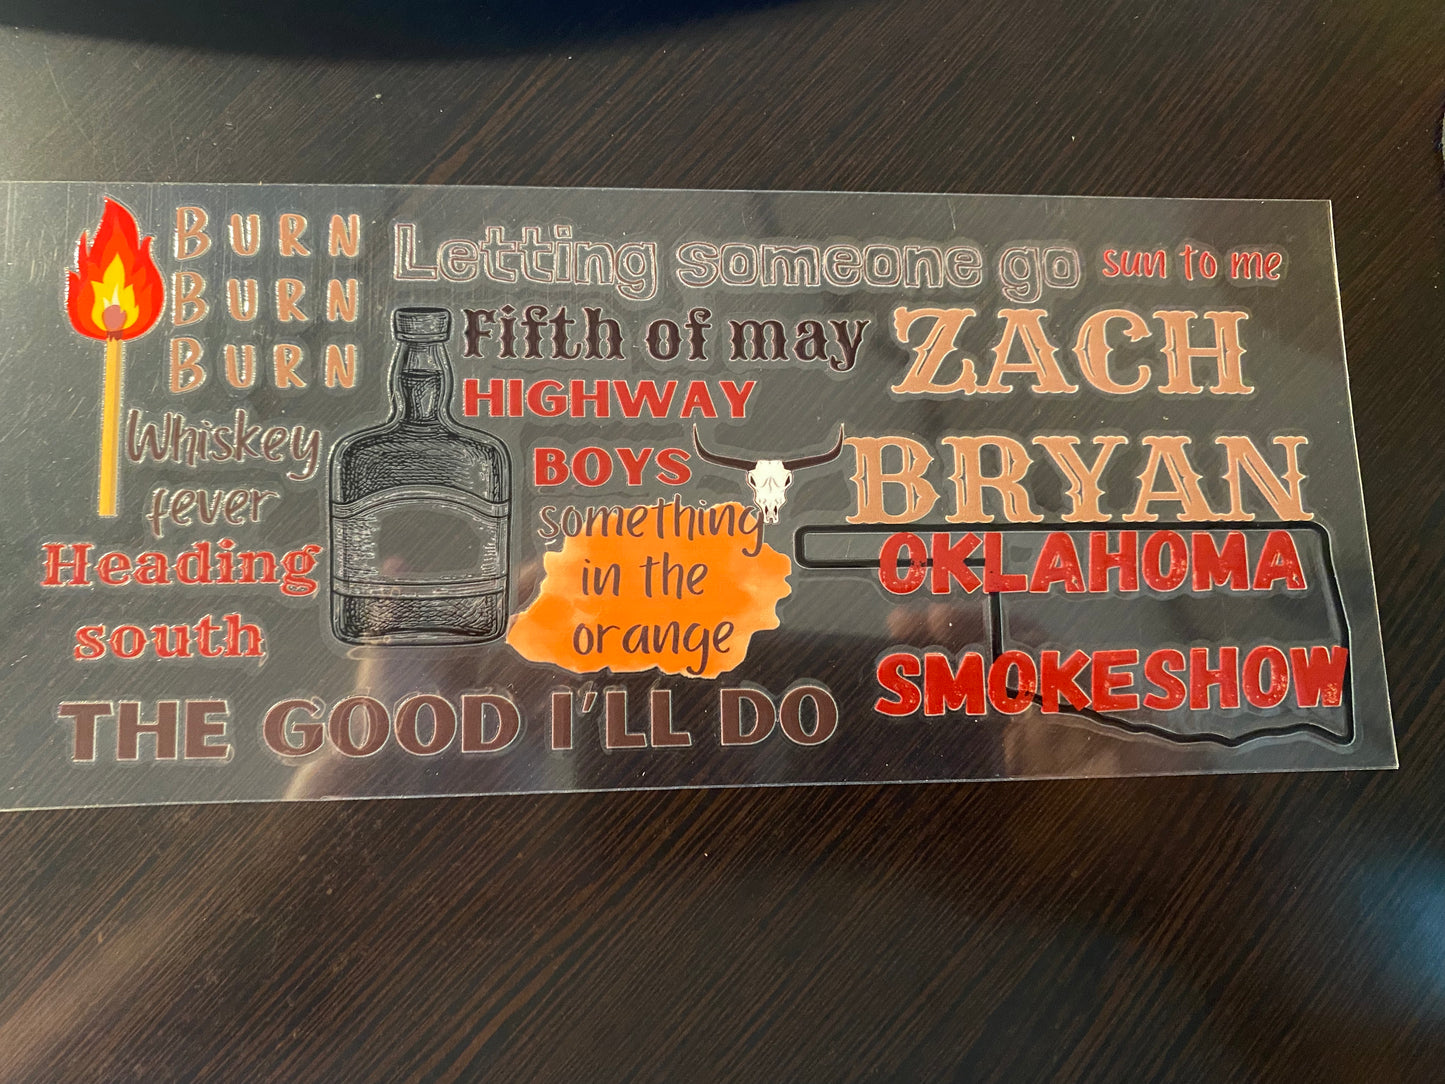 BURN
BURN
BURN
Whiskey
fever
Heading
south
THE GOOD I'LL DO
Letting someone go
sun to me
Fifth of may
HIGHWAY
BOYS
something
in the
orange
ZACH
BRYAN
OKLAHOMA
SMOKESHOW